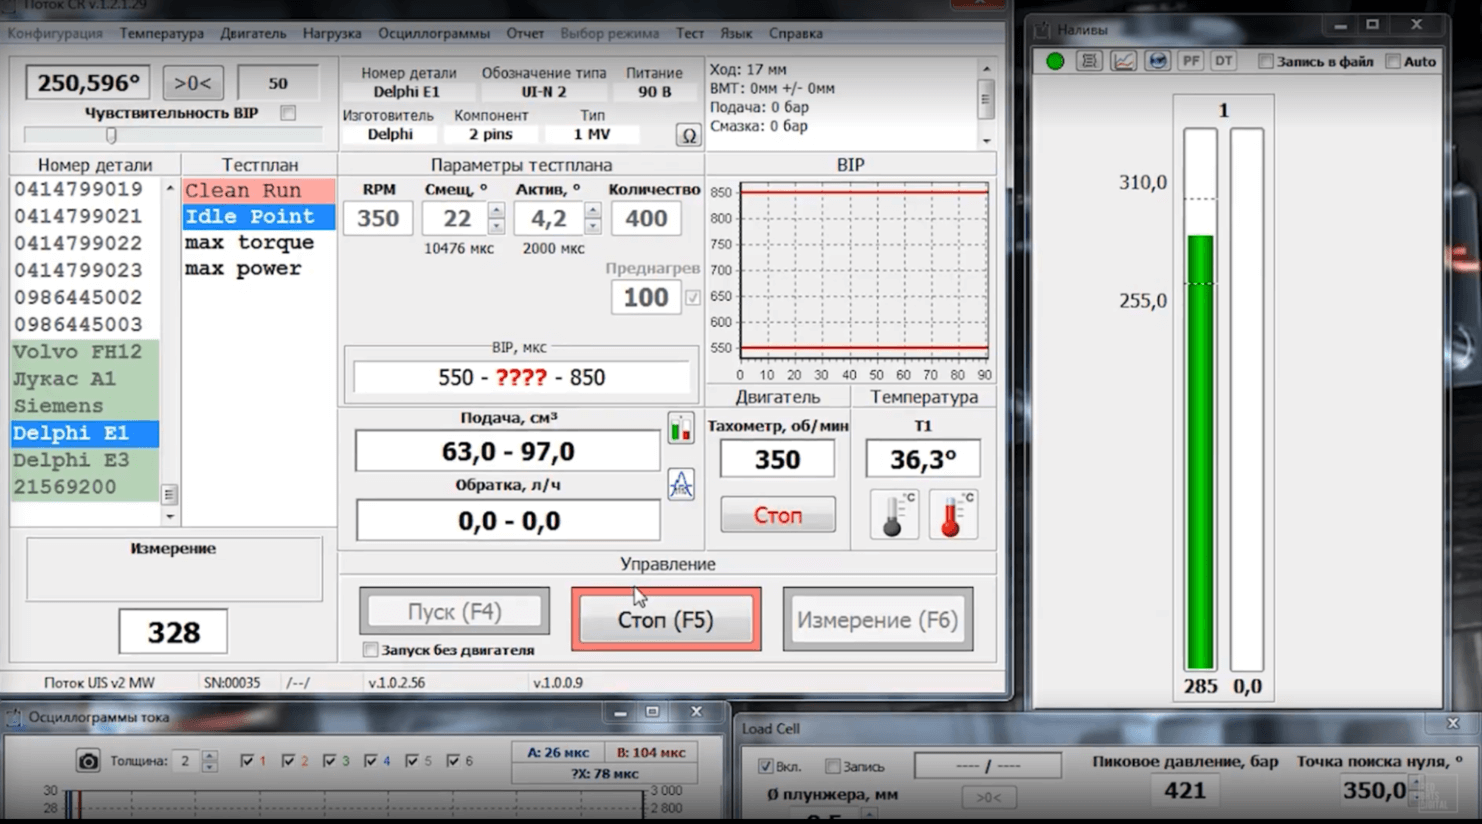 Поток CR v.1.2.1.29
Конфигурация Температура Двигатель Нагрузка Осциллограммы Отчет Выбор режима Тест Язык Справка
250,596° >0< 50
Чувствительность BIP
Номер детали Обозначение типа Питание
Delphi E1 UI-N 2 90 В
Изготовитель Компонент Тип
Delphi 2 pins 1 MV Ω
Ход: 17 мм
ВМТ: 0мм +/- 0мм
Подача: 0 бар
Смазка: 0 бар
Номер детали
0414799019
0414799021
0414799022
0414799023
0986445002
0986445003
Volvo FH12
Лукас А1
Siemens
Delphi E1
Delphi E3
21569200
Тестплан
Clean Run
Idle Point
max torque
max power
Параметры тестплана
RPM Смещ, ° Актив, ° Количество
350 22 4,2 400
10476 мкс 2000 мкс
Преднагрев
100
BIP, мкс
550 - ???? - 850
Подача, см³
63,0 - 97,0
Обратка, л/ч
0,0 - 0,0
BIP
850
800
750
700
650
600
550
0 10 20 30 40 50 60 70 80 90
Двигатель
Тахометр, об/мин
350
Стоп
Температура
T1
36,3°
°C °C
Измерение
328
Управление
Пуск (F4) Стоп (F5) Измерение (F6)
Запуск без двигателя
Поток UIS v2 MW SN:00035 /--/ v.1.0.2.56 v.1.0.0.9
Наливы
PF DT Запись в файл Auto
1
310,0
255,0
285 0,0
Осциллограммы тока
Толщина: 2 1 2 3 4 5 6
A: 26 мкс B: 104 мкс
?X: 78 мкс
30 3 000
28 2 800
Load Cell
Вкл. Запись ---- / ----
Ø плунжера, мм >0<
Пиковое давление, бар
421
Точка поиска нуля, °
350,0